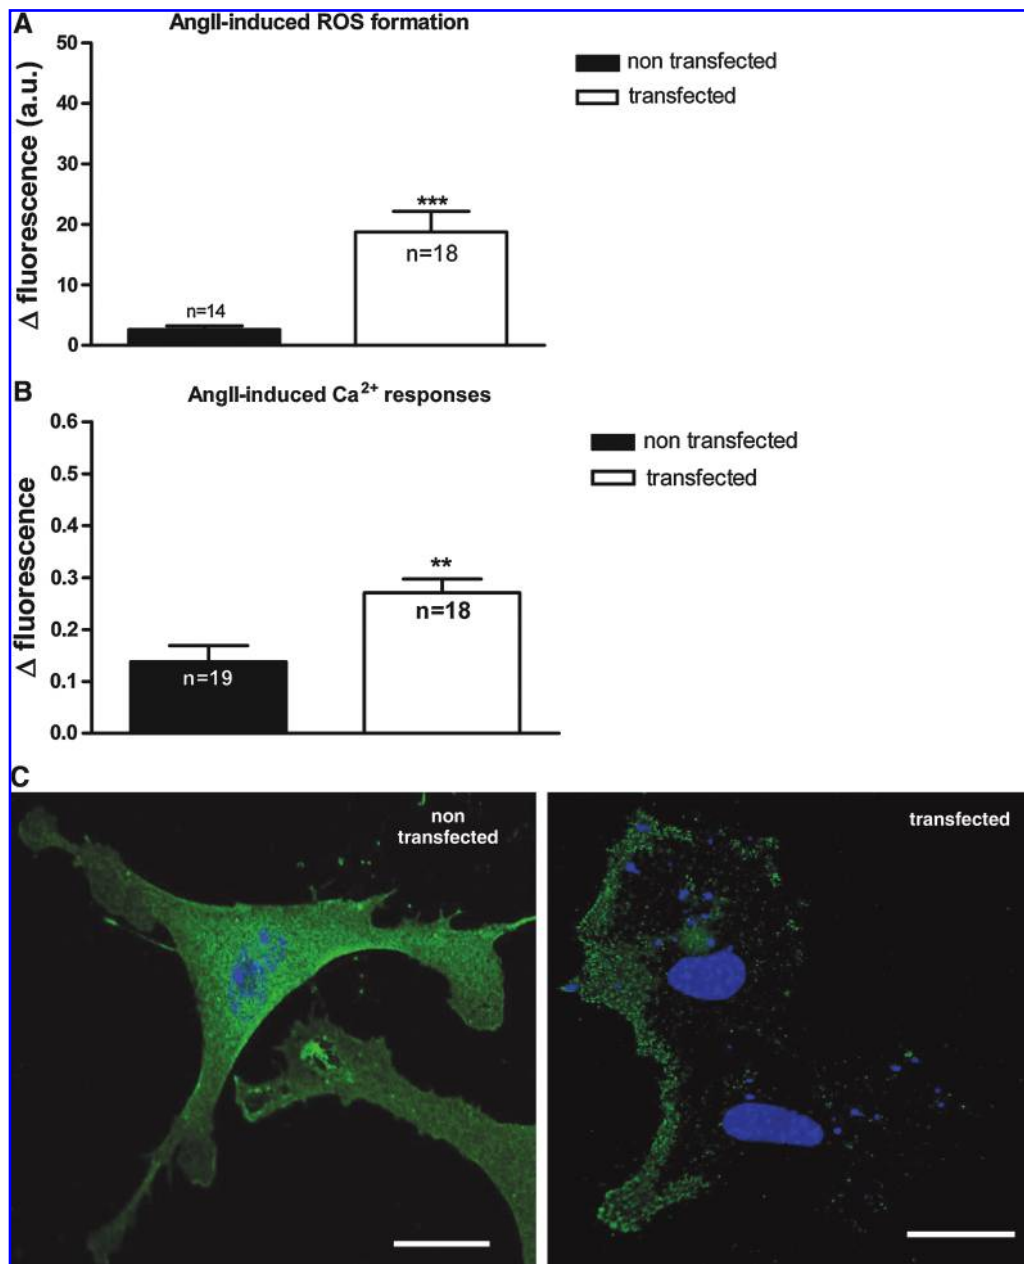 A
AngII-induced ROS formation
50
40
30
20
10
0
Δ fluorescence (a.u.)
n=14
***
n=18
non transfected
transfected
B
AngII-induced Ca²⁺ responses
0.6
0.5
0.4
0.3
0.2
0.1
0.0
Δ fluorescence
n=19
**
n=18
non transfected
transfected
C
non
transfected
transfected